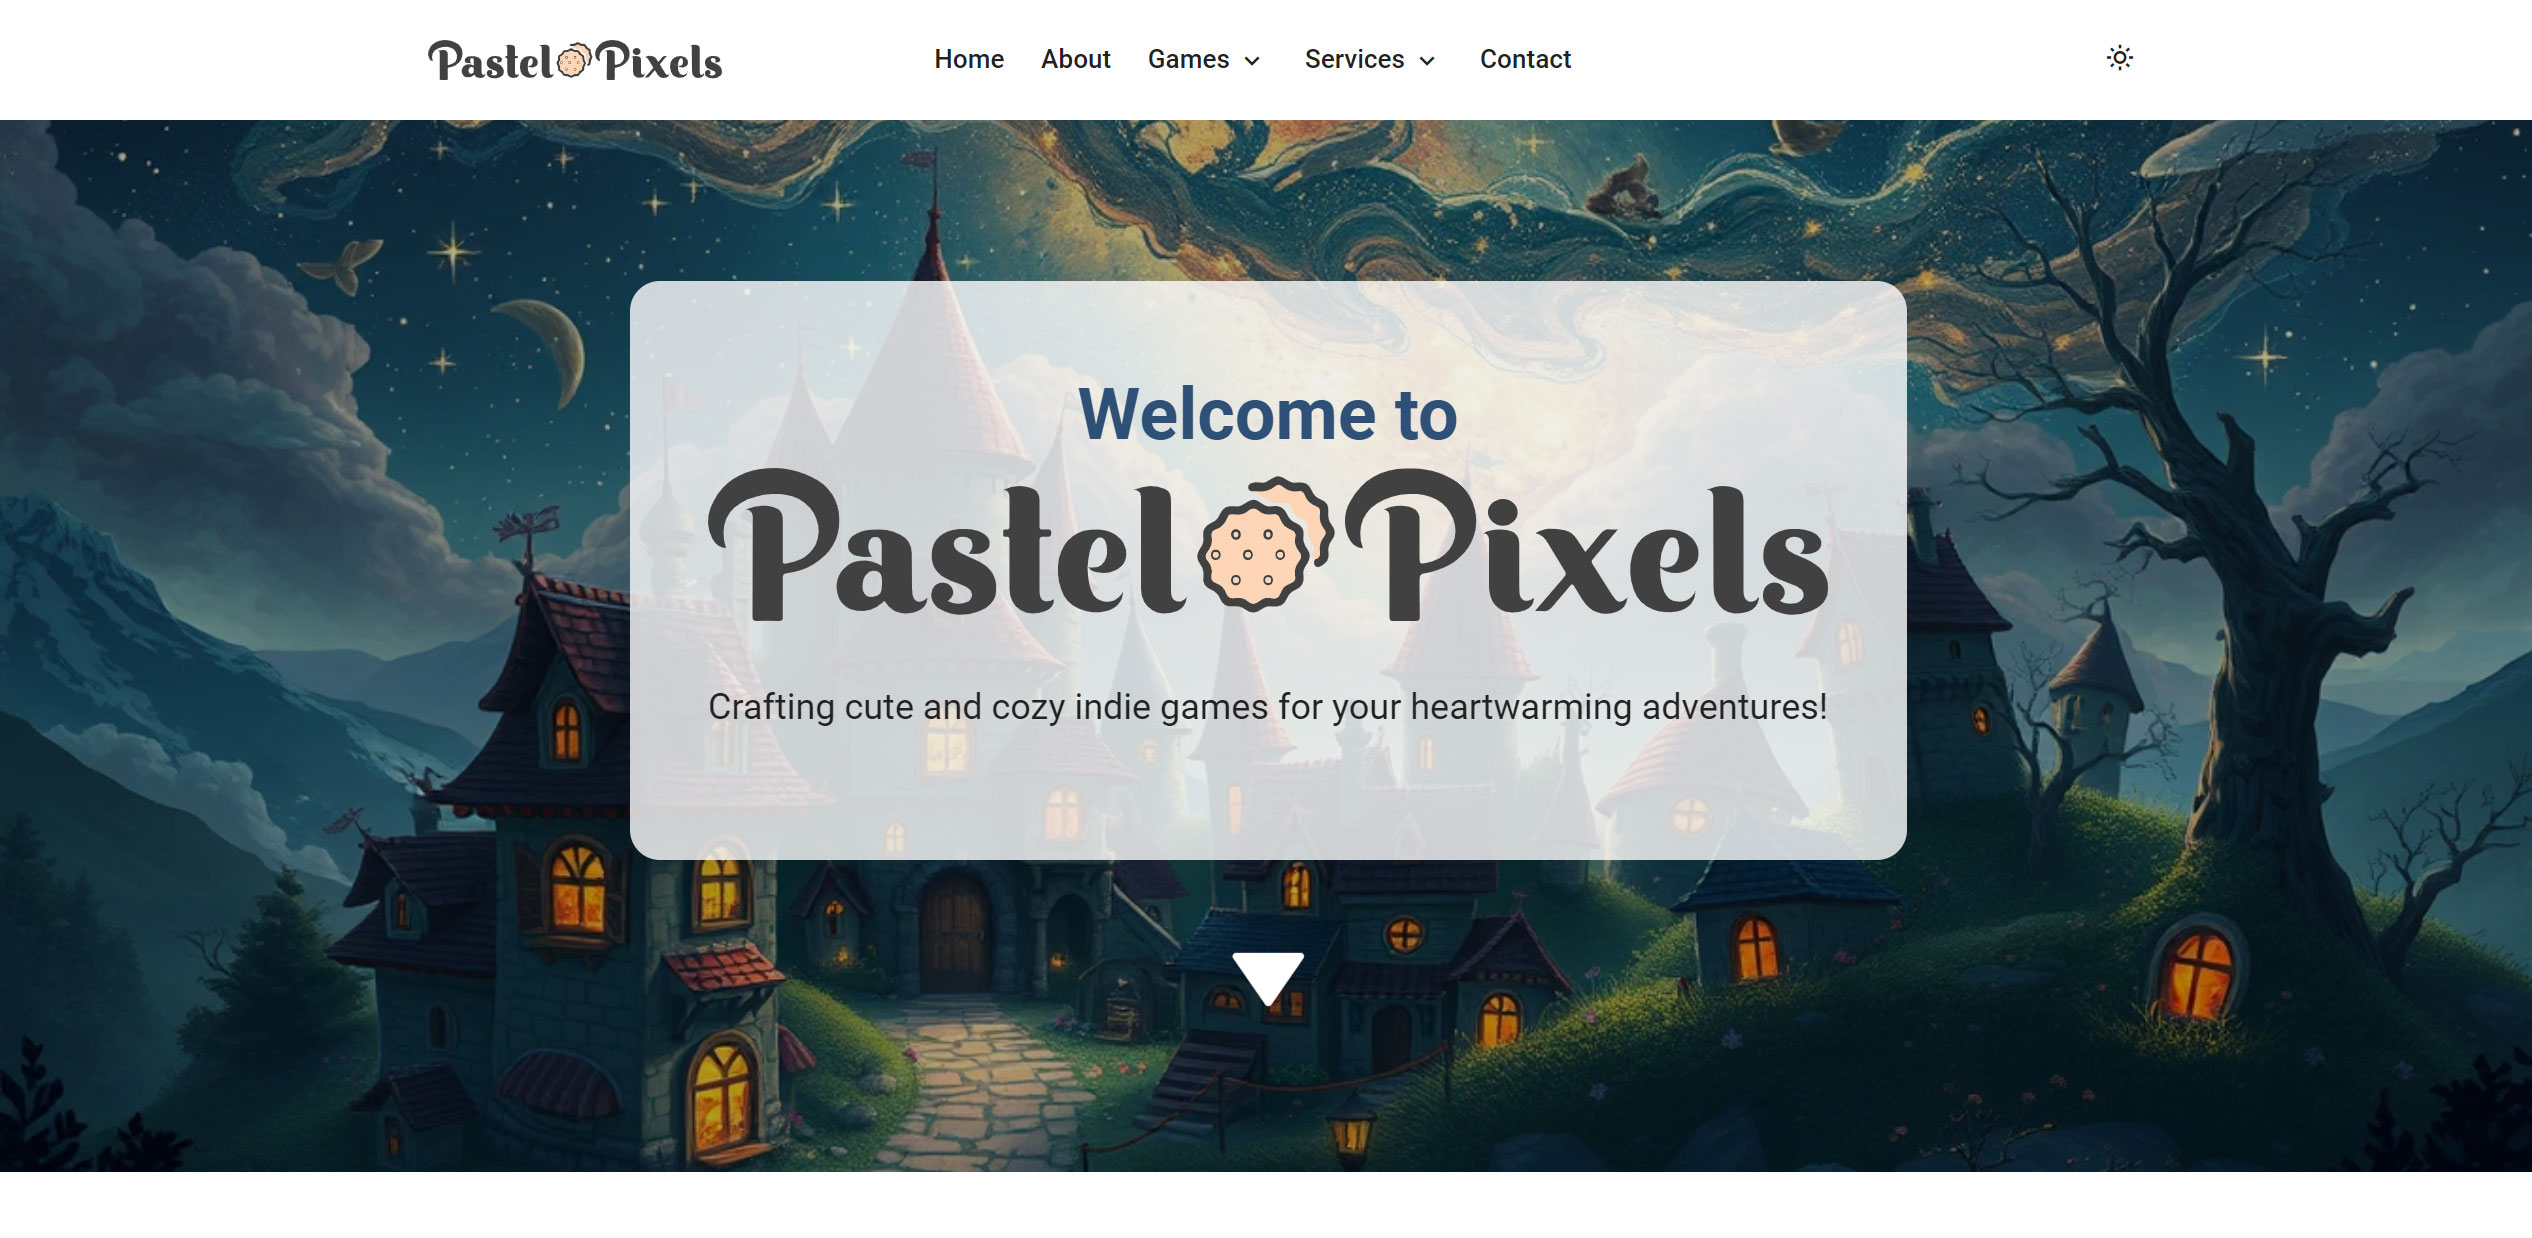 Pastel Pixels
Home About Games Services Contact
Welcome to
Pastel Pixels
Crafting cute and cozy indie games for your heartwarming adventures!